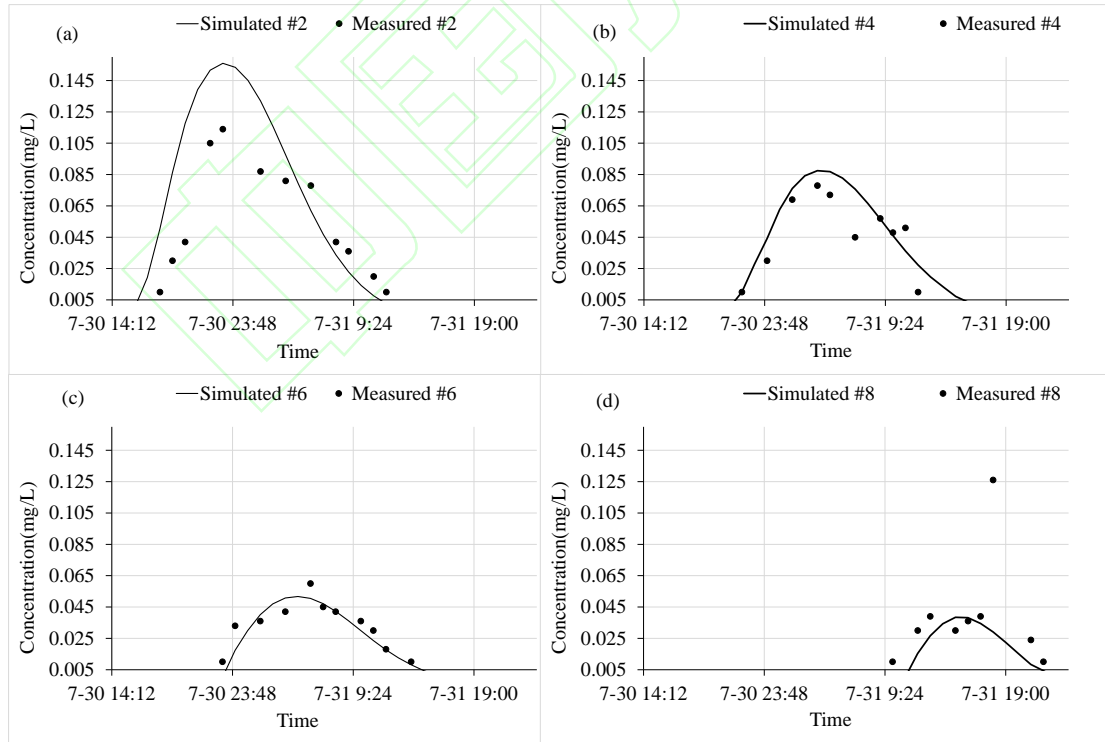 (a) Simulated #2 Measured #2
0.145
0.125
0.105
0.085
0.065
0.045
0.025
0.005
Concentration(mg/L)
7-30 14:12 7-30 23:48 7-31 9:24 7-31 19:00
Time
(b) Simulated #4 Measured #4
0.145
0.125
0.105
0.085
0.065
0.045
0.025
0.005
Concentration(mg/L)
7-30 14:12 7-30 23:48 7-31 9:24 7-31 19:00
Time
(c) Simulated #6 Measured #6
0.145
0.125
0.105
0.085
0.065
0.045
0.025
0.005
Concentration(mg/L)
7-30 14:12 7-30 23:48 7-31 9:24 7-31 19:00
Time
(d) Simulated #8 Measured #8
0.145
0.125
0.105
0.085
0.065
0.045
0.025
0.005
Concentration(mg/L)
7-30 14:12 7-30 23:48 7-31 9:24 7-31 19:00
Time